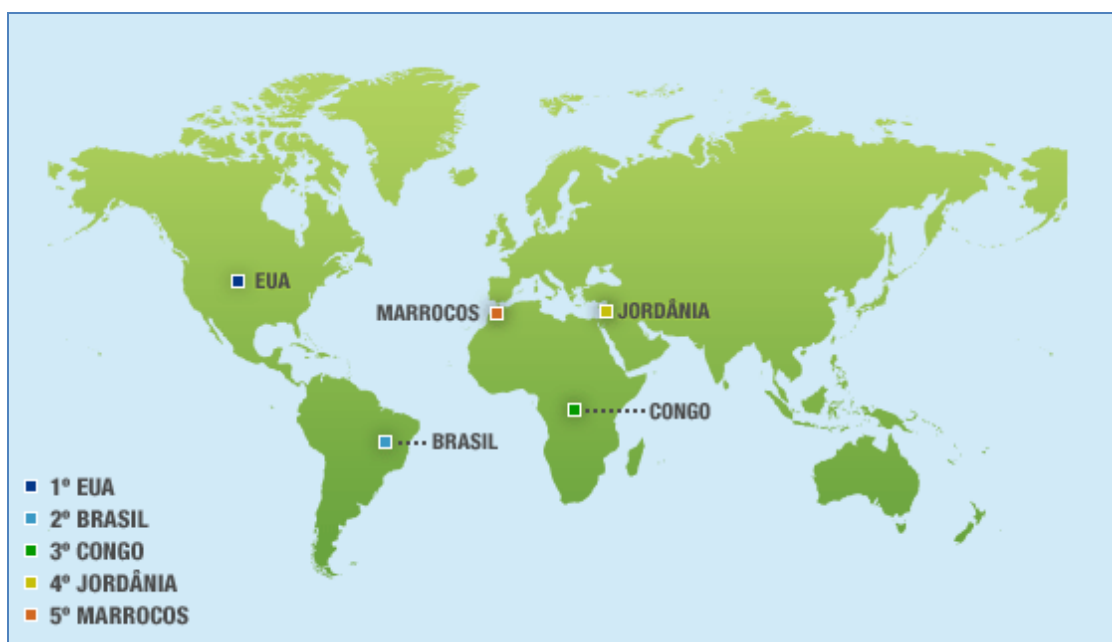 EUA
MARROCOS
JORDÂNIA
CONGO
BRASIL
1º EUA
2º BRASIL
3º CONGO
4º JORDÂNIA
5º MARROCOS